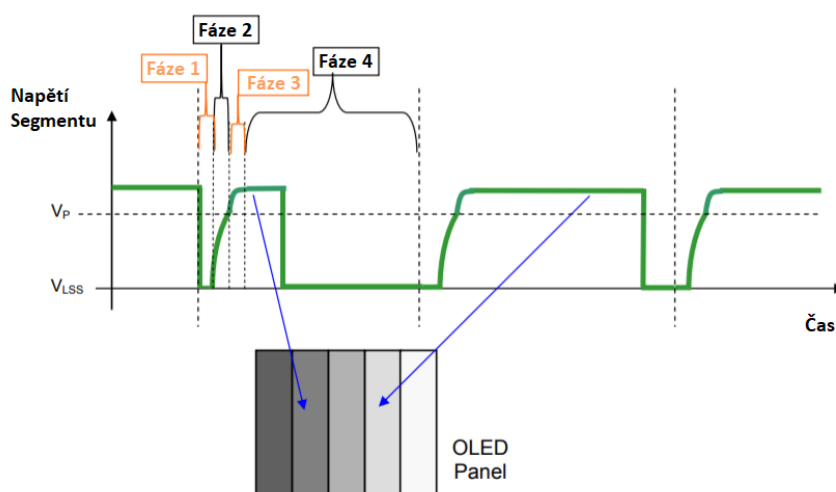 Fáze 2
Fáze 1
Fáze 3
Fáze 4
Napětí
Segmentu
VP
VLSS
Čas
OLED
Panel